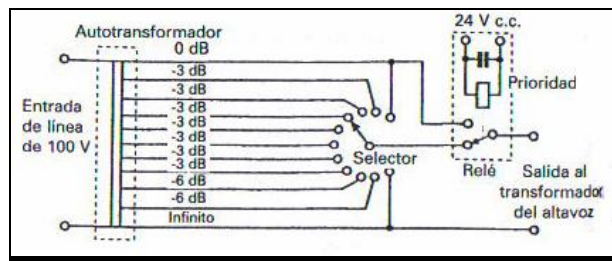 24 V c.c.
Autotransformador
0 dB
-3 dB
-3 dB
-3 dB
-3 dB
-3 dB
-3 dB
-3 dB
-6 dB
-6 dB
Infinito
Entrada
de línea
de 100 V
Selector
Prioridad
Relé
Salida al
transformador
del altavoz